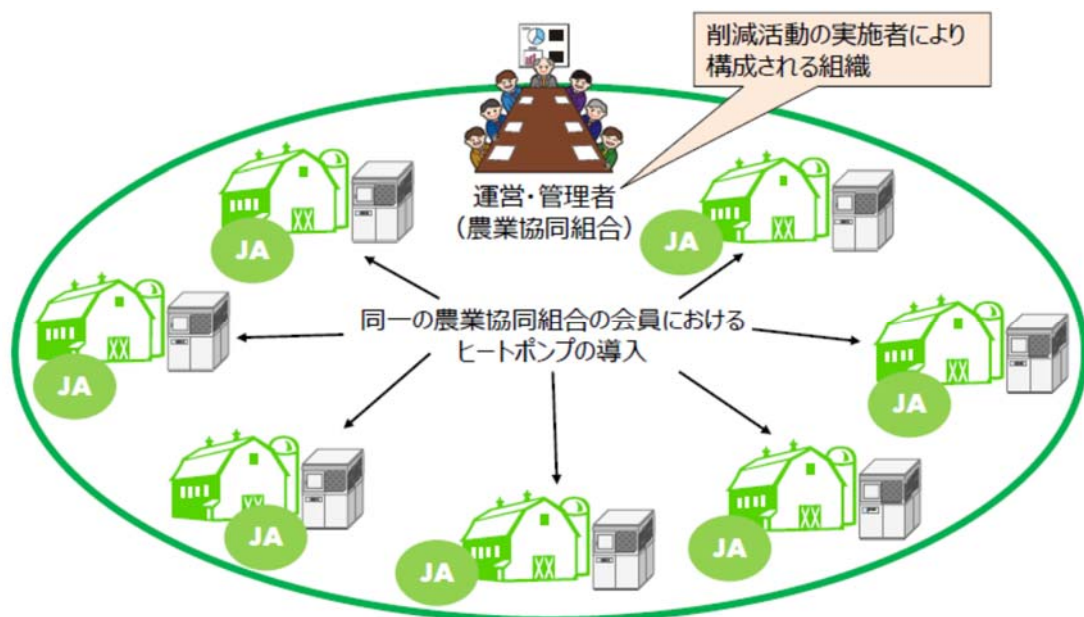 削減活動の実施者により
構成される組織
運営・管理者
(農業協同組合)
JA
JA
同一の農業協同組合の会員における
ヒートポンプの導入
JA
JA
JA
JA
JA